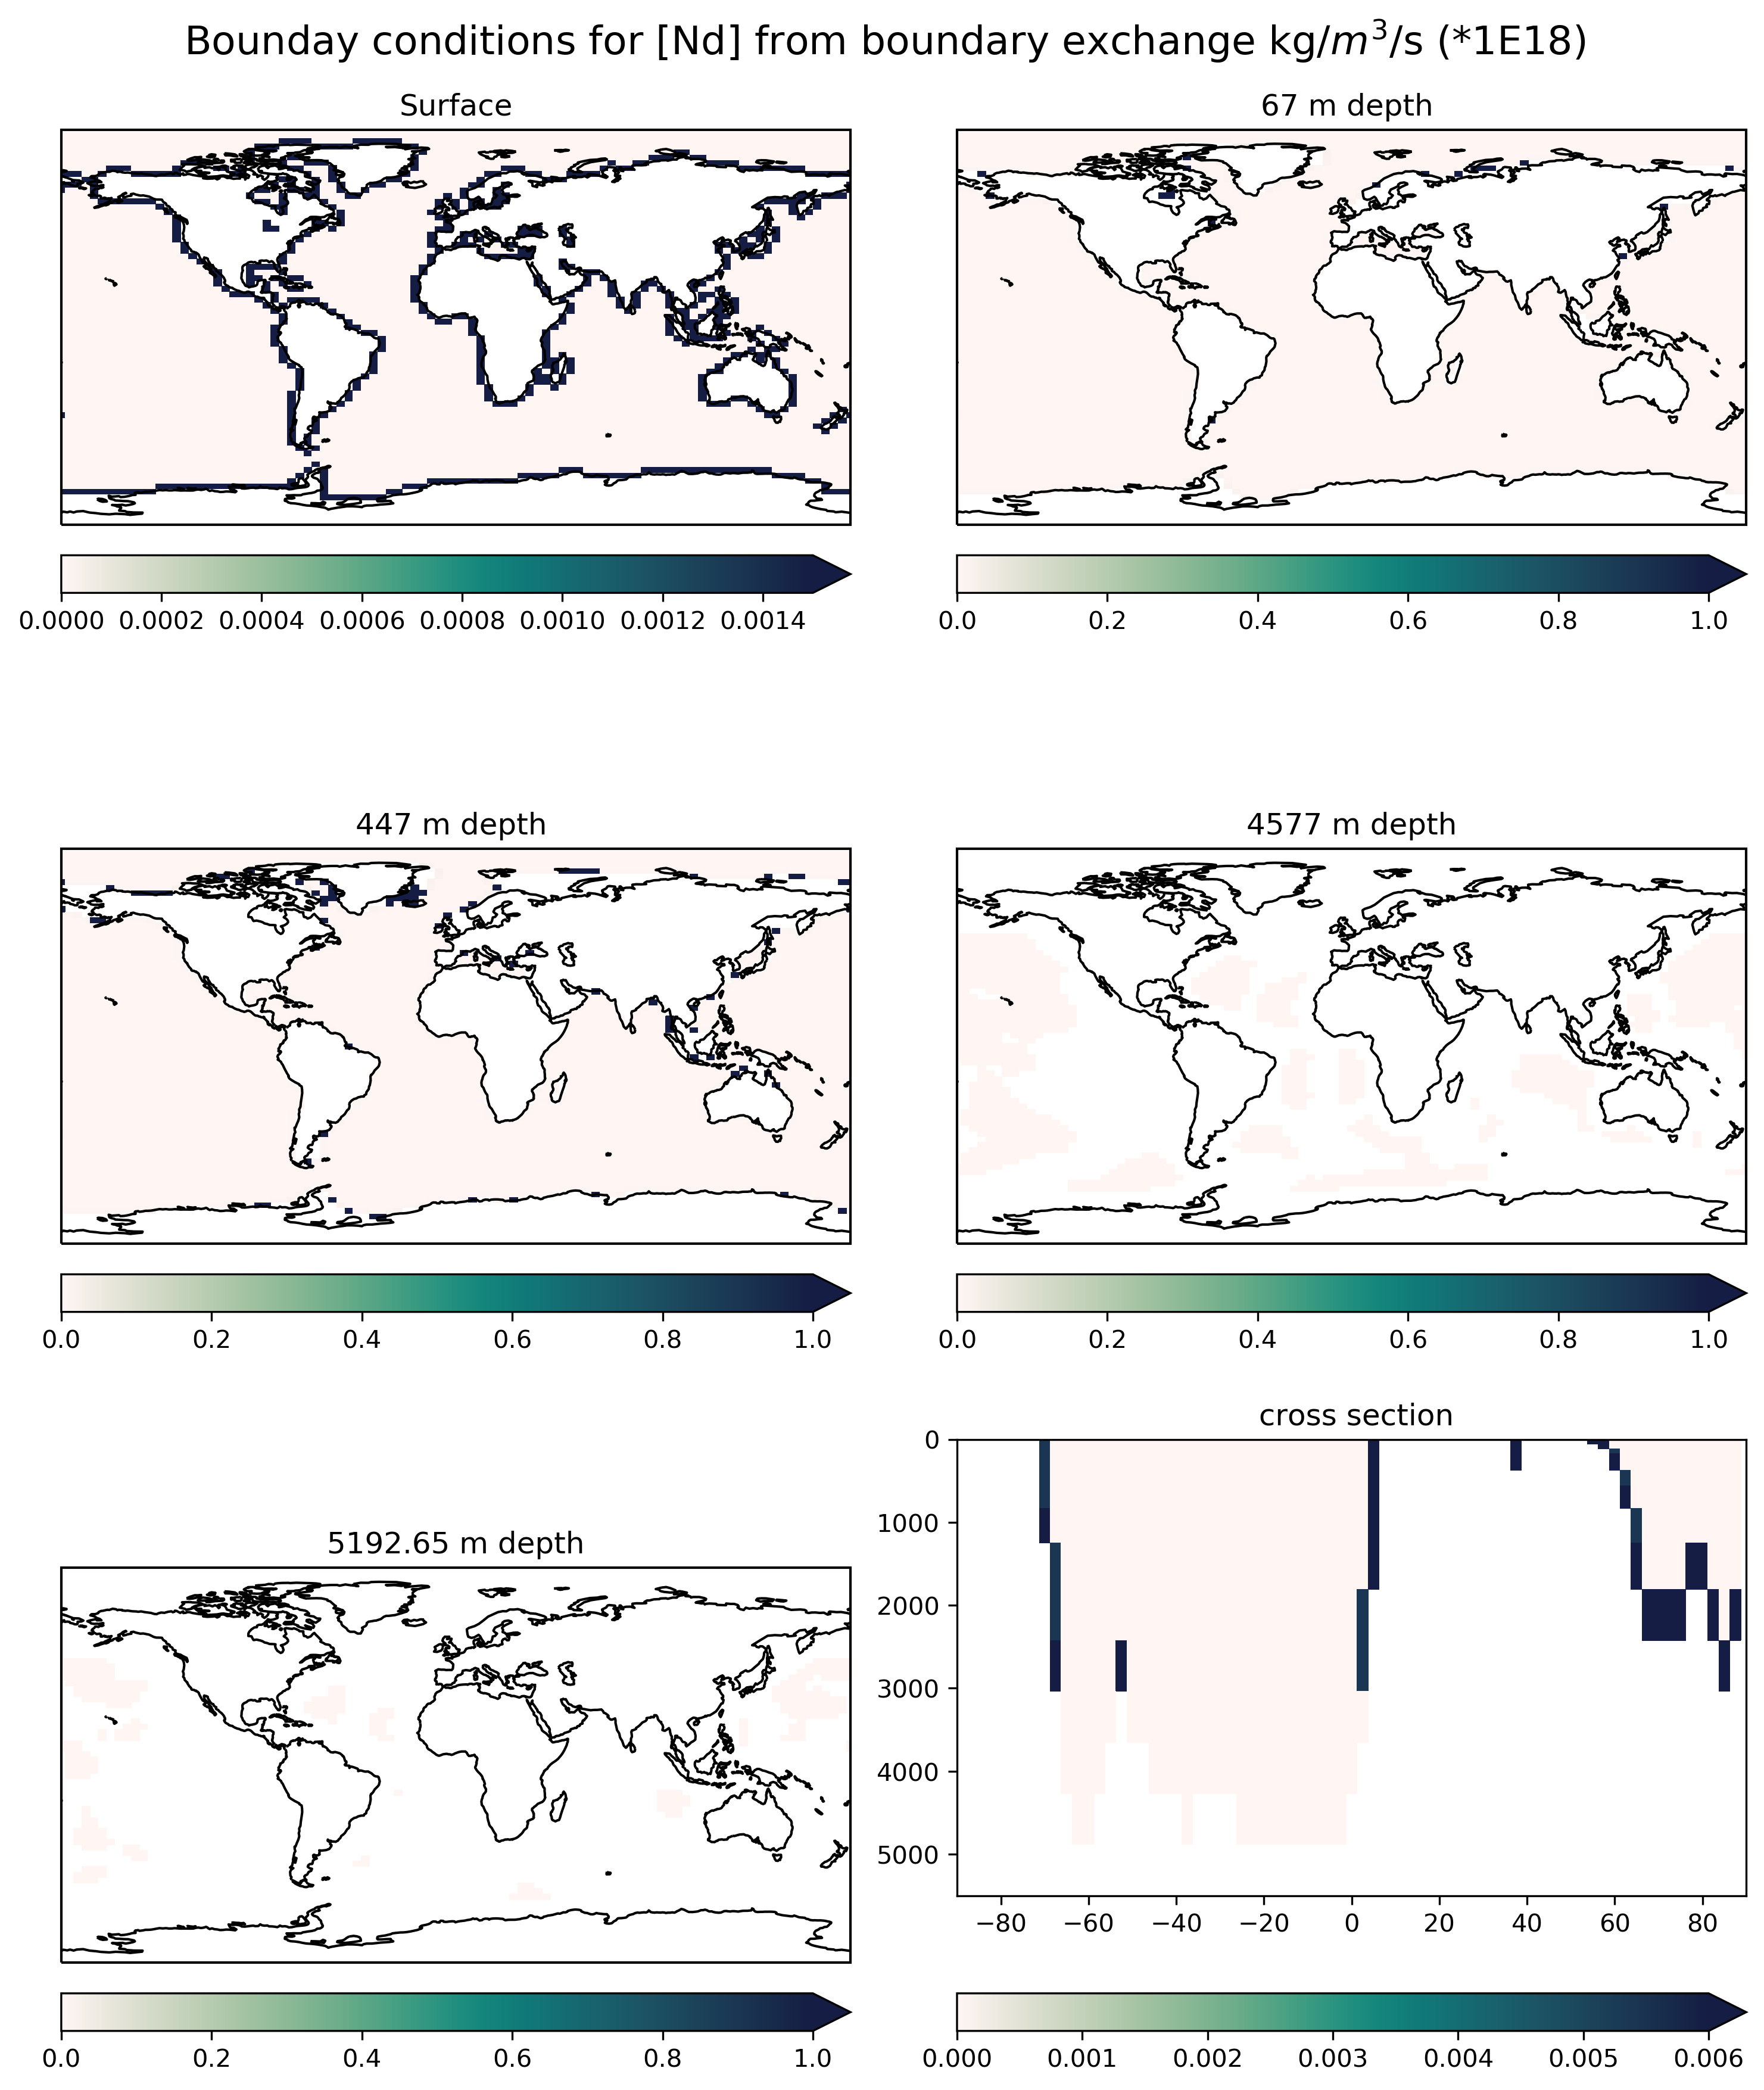 Bounday conditions for [Nd] from boundary exchange kg/m³/s (*1E18)
Surface
0.0000 0.0002 0.0004 0.0006 0.0008 0.0010 0.0012 0.0014
67 m depth
0.0 0.2 0.4 0.6 0.8 1.0
447 m depth
0.0 0.2 0.4 0.6 0.8 1.0
4577 m depth
0.0 0.2 0.4 0.6 0.8 1.0
5192.65 m depth
0.0 0.2 0.4 0.6 0.8 1.0
cross section
0
1000
2000
3000
4000
5000
−80 −60 −40 −20 0 20 40 60 80
0.000 0.001 0.002 0.003 0.004 0.005 0.006